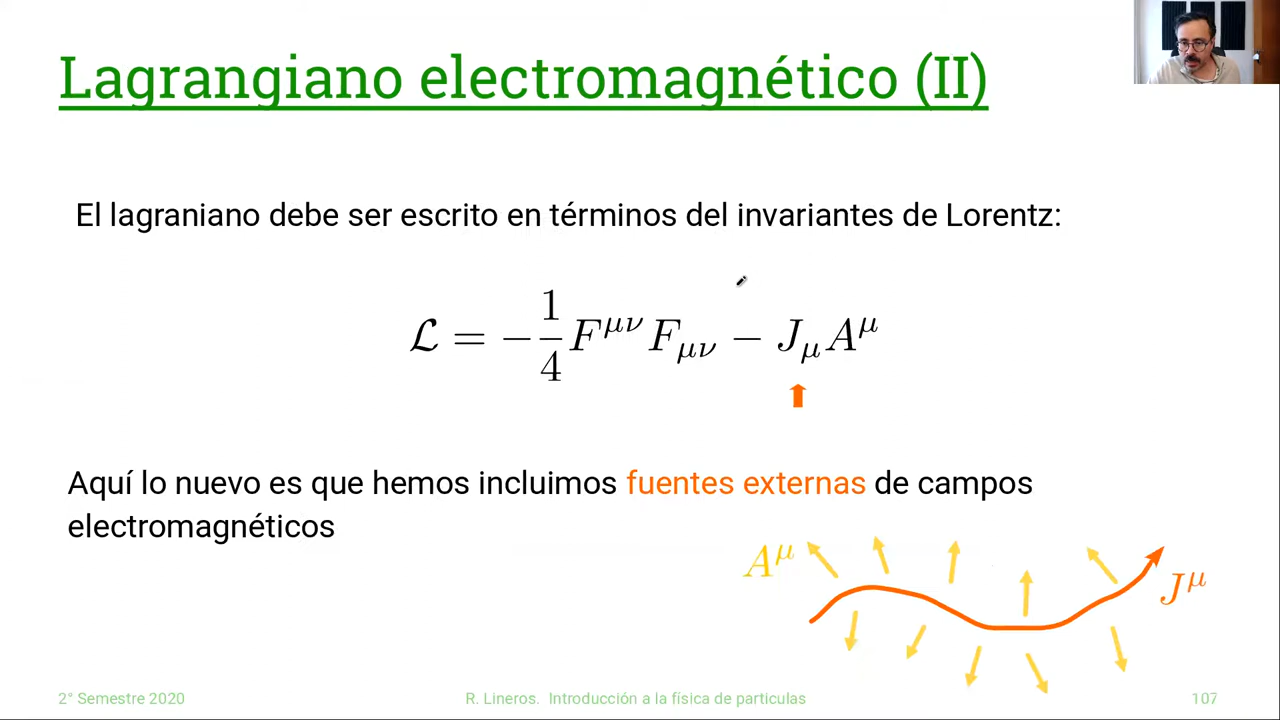 Lagrangiano electromagnético (II)
El lagraniano debe ser escrito en términos del invariantes de Lorentz:
ℒ = −1/4 F^{μν} F_{μν} − J_μ A^μ
Aquí lo nuevo es que hemos incluimos fuentes externas de campos
electromagnéticos
A^μ
J^μ
2° Semestre 2020
R. Lineros. Introducción a la física de particulas
107